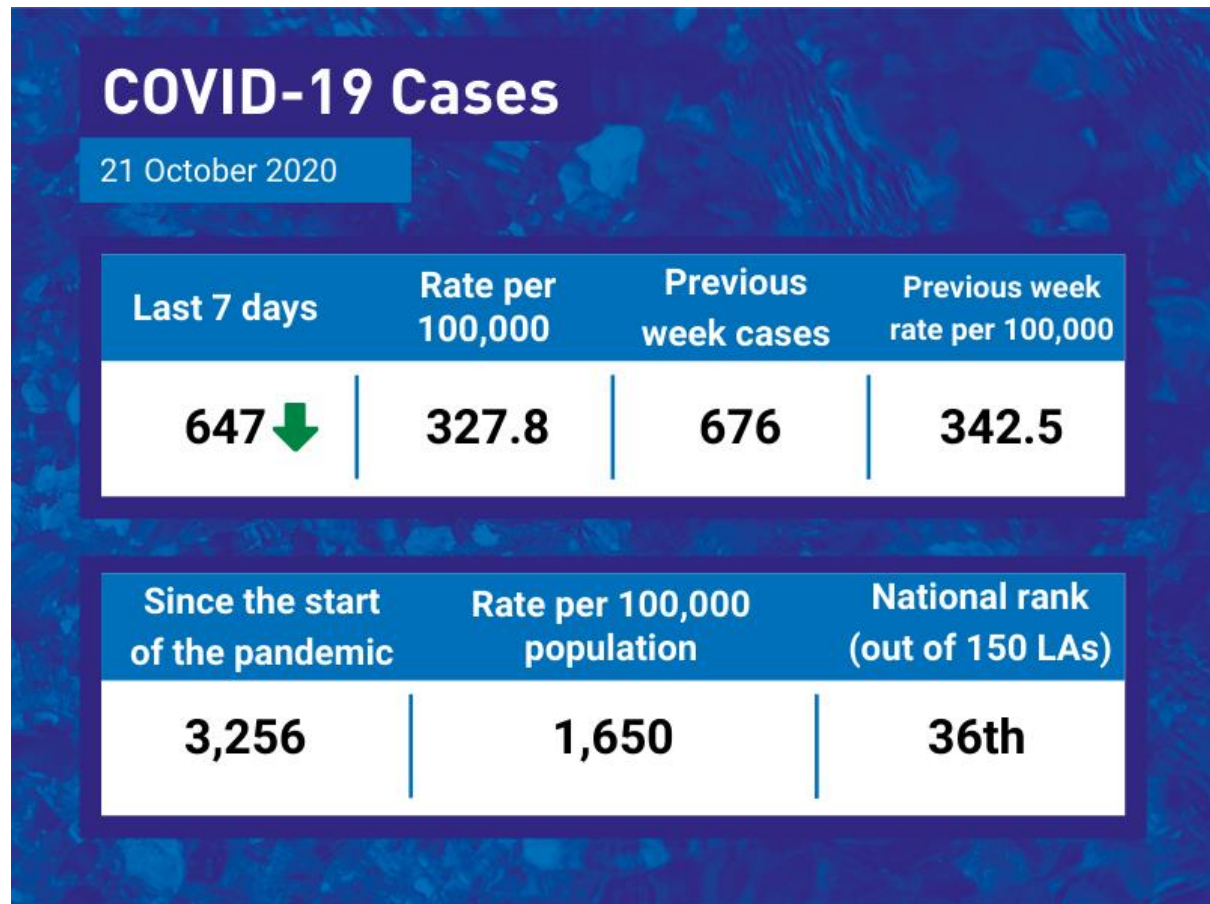 COVID-19 Cases
21 October 2020
Last 7 days
Rate per
100,000
Previous
week cases
Previous week
rate per 100,000
647
327.8
676
342.5
Since the start
of the pandemic
Rate per 100,000
population
National rank
(out of 150 LAs)
3,256
1,650
36th